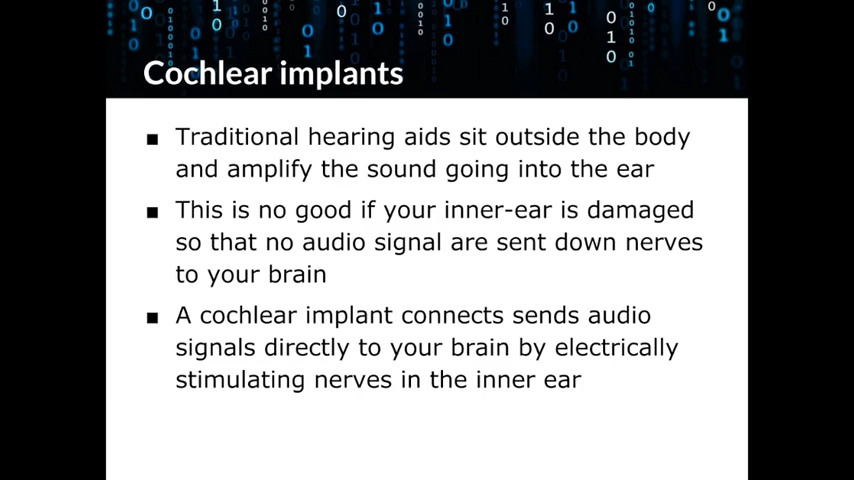 Cochlear implants
▪ Traditional hearing aids sit outside the body
and amplify the sound going into the ear
▪ This is no good if your inner-ear is damaged
so that no audio signal are sent down nerves
to your brain
▪ A cochlear implant connects sends audio
signals directly to your brain by electrically
stimulating nerves in the inner ear